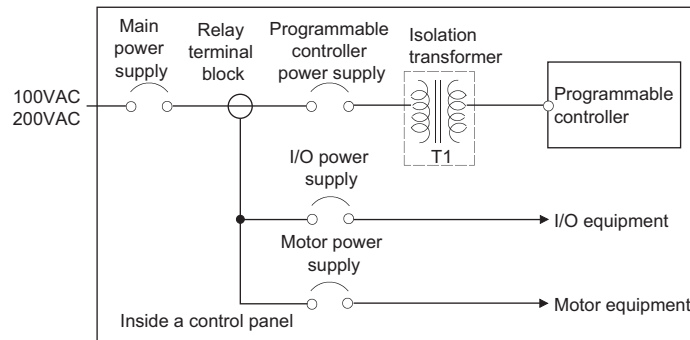 Main
power
supply
Relay
terminal
block
Programmable
controller
power supply
Isolation
transformer
100VAC
200VAC
T1
Programmable
controller
I/O power
supply
I/O equipment
Motor power
supply
Motor equipment
Inside a control panel